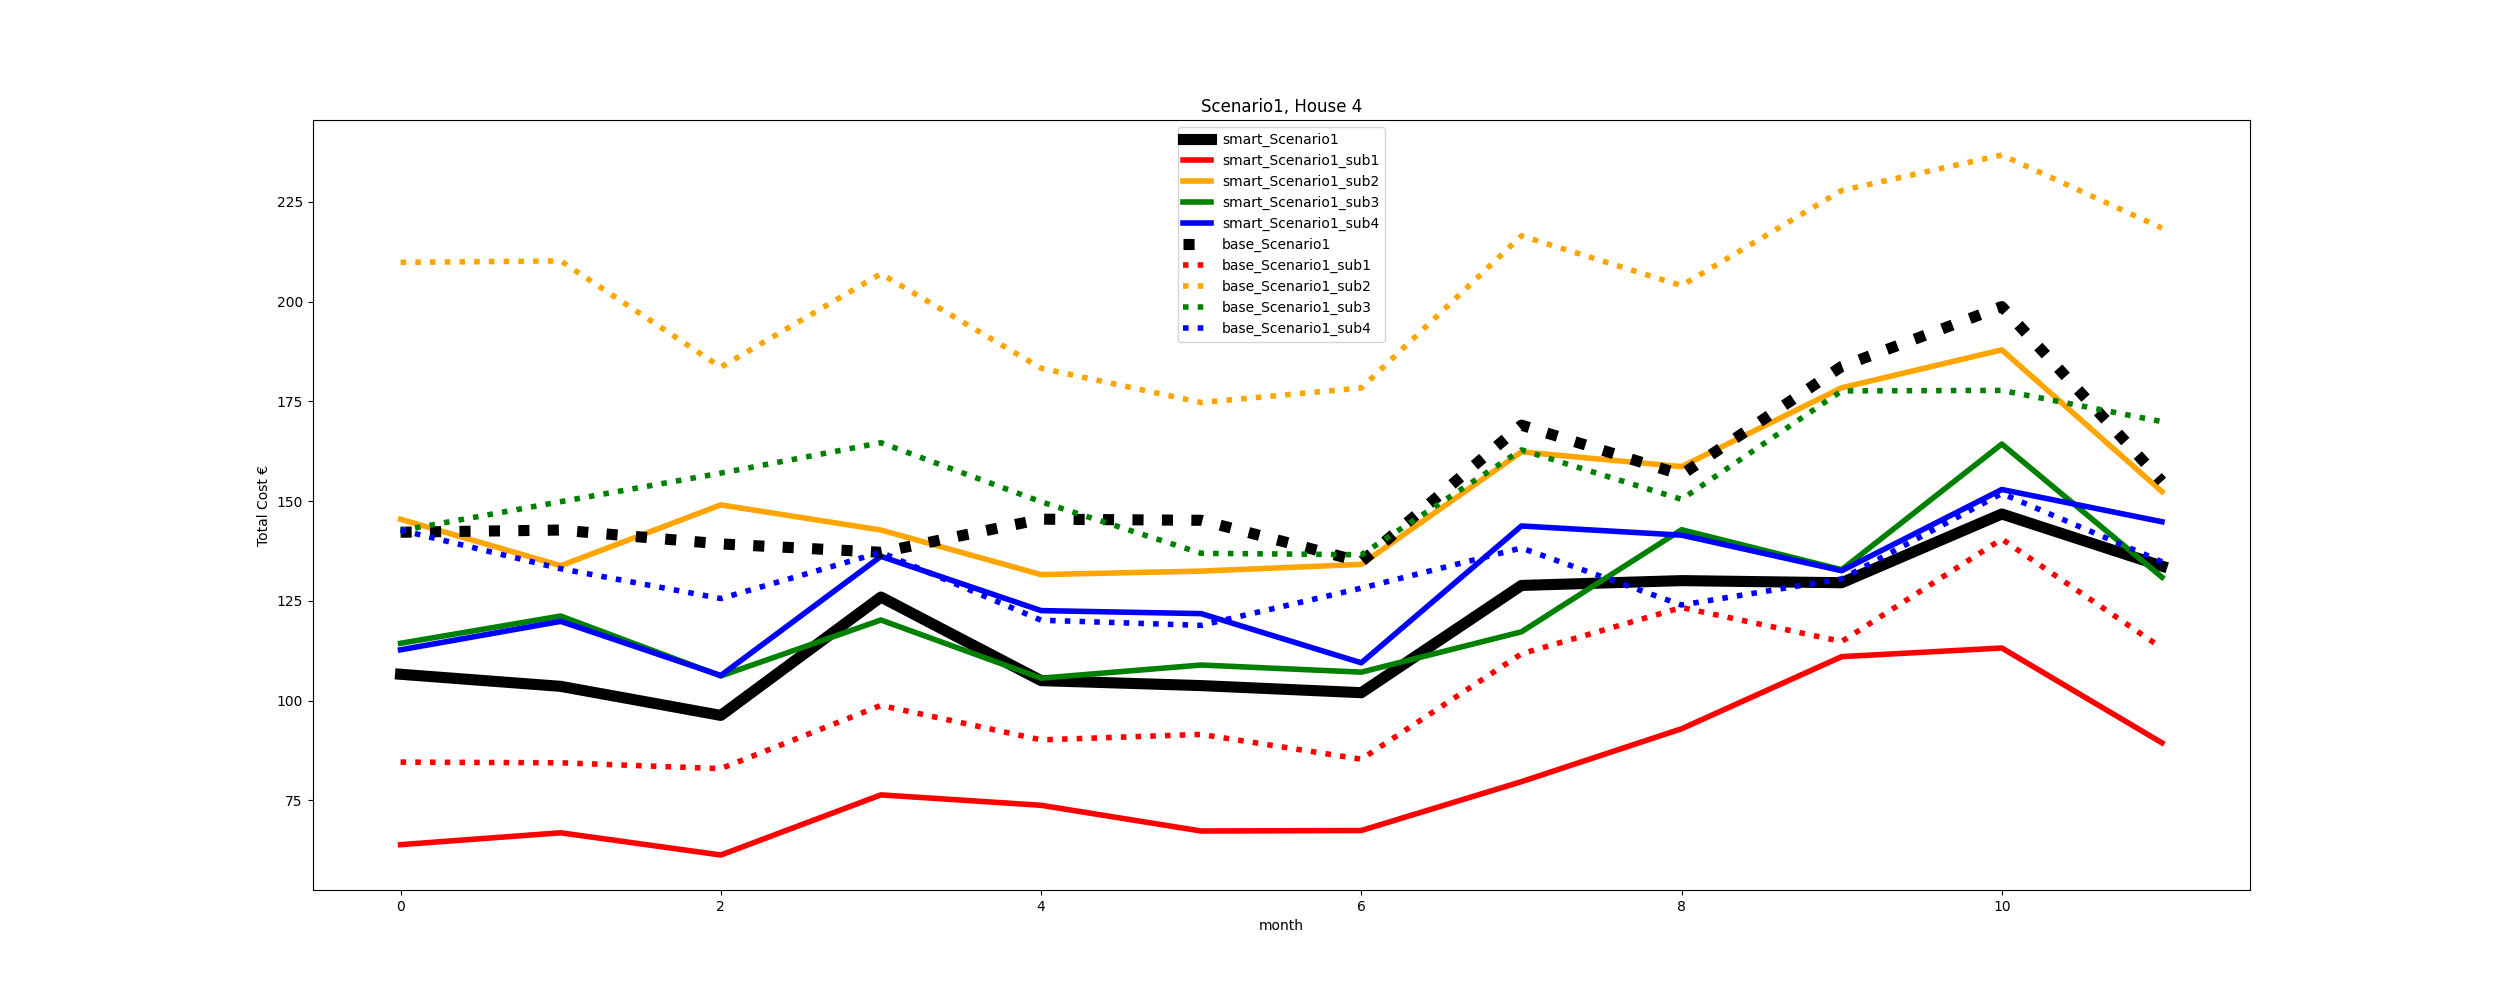 Scenario1, House 4
smart_Scenario1
smart_Scenario1_sub1
smart_Scenario1_sub2
smart_Scenario1_sub3
smart_Scenario1_sub4
base_Scenario1
base_Scenario1_sub1
base_Scenario1_sub2
base_Scenario1_sub3
base_Scenario1_sub4
Total Cost €
225
200
175
150
125
100
75
0 2 4 6 8 10
month